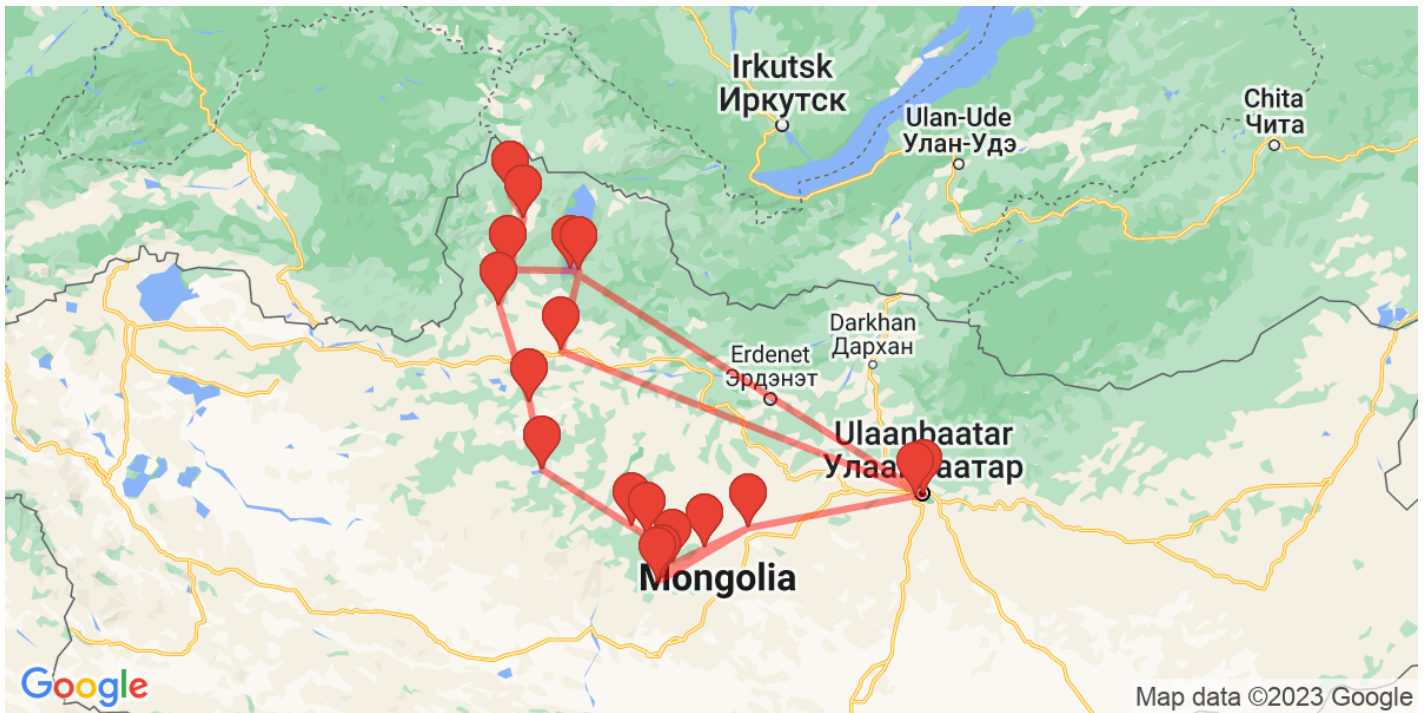 Irkutsk
Иркутск
Ulan-Ude
Улан-Удэ
Chita
Чита
Darkhan
Дархан
Erdenet
Эрдэнэт
Ulaanbaatar
Mongolia
Google
Map data ©2023 Google